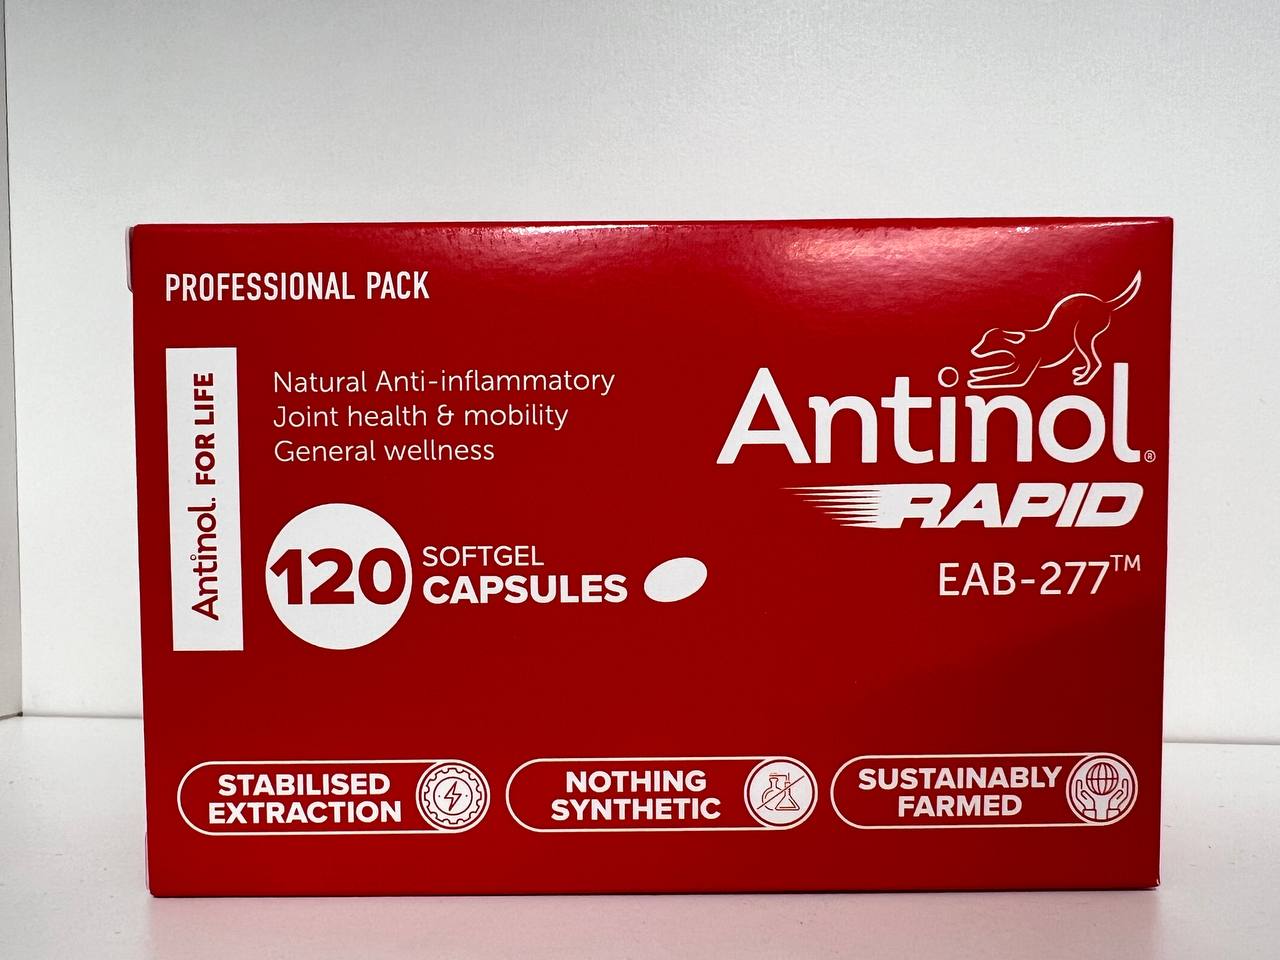 PROFESSIONAL PACK
Antinol. FOR LIFE
Natural Anti-inflammatory
Joint health & mobility
General wellness
120 SOFTGEL
CAPSULES
Antinol®
RAPID
EAB-277™
STABILISED
EXTRACTION
NOTHING
SYNTHETIC
SUSTAINABLY
FARMED